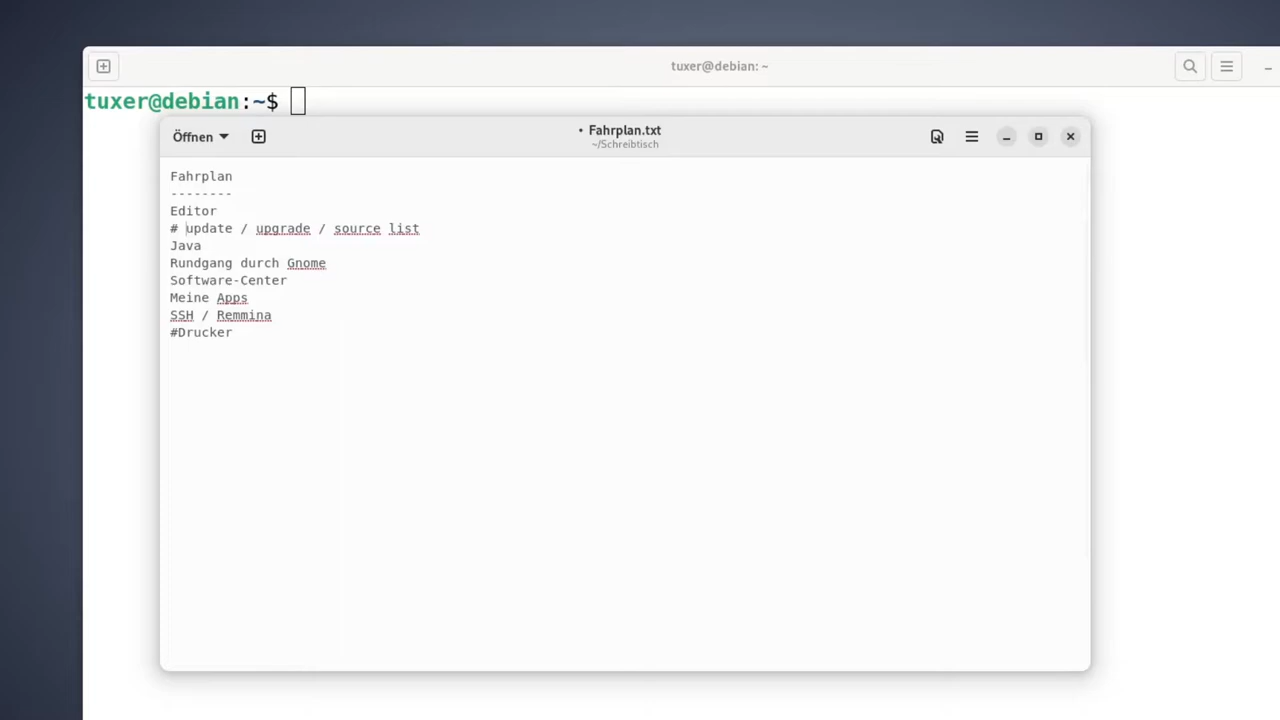 tuxer@debian: ~
tuxer@debian:~$
Öffnen
• Fahrplan.txt
~/Schreibtisch
Fahrplan
--------
Editor
# update / upgrade / source list
Java
Rundgang durch Gnome
Software-Center
Meine Apps
SSH / Remmina
#Drucker